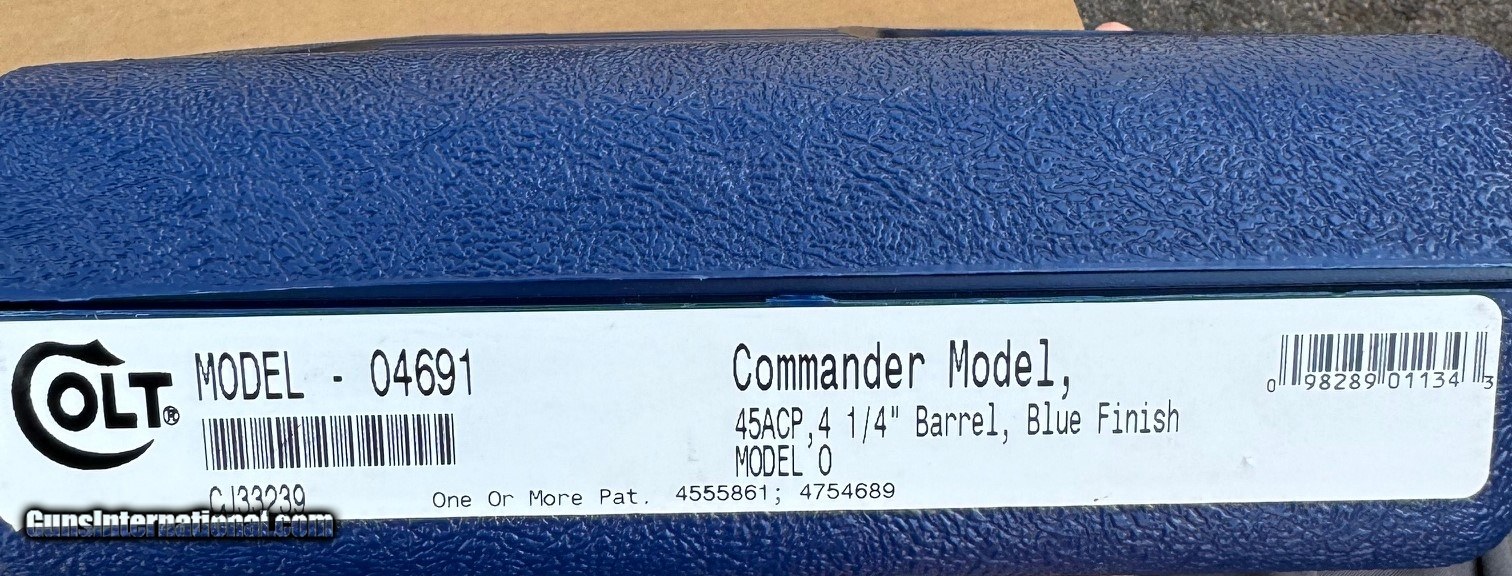 COLT®
MODEL - 04691
CJ33239
Commander Model,
45ACP,4 1/4" Barrel, Blue Finish
MODEL O
One Or More Pat. 4555861; 4754689
0 98289 01134 3
GunsInternational.com